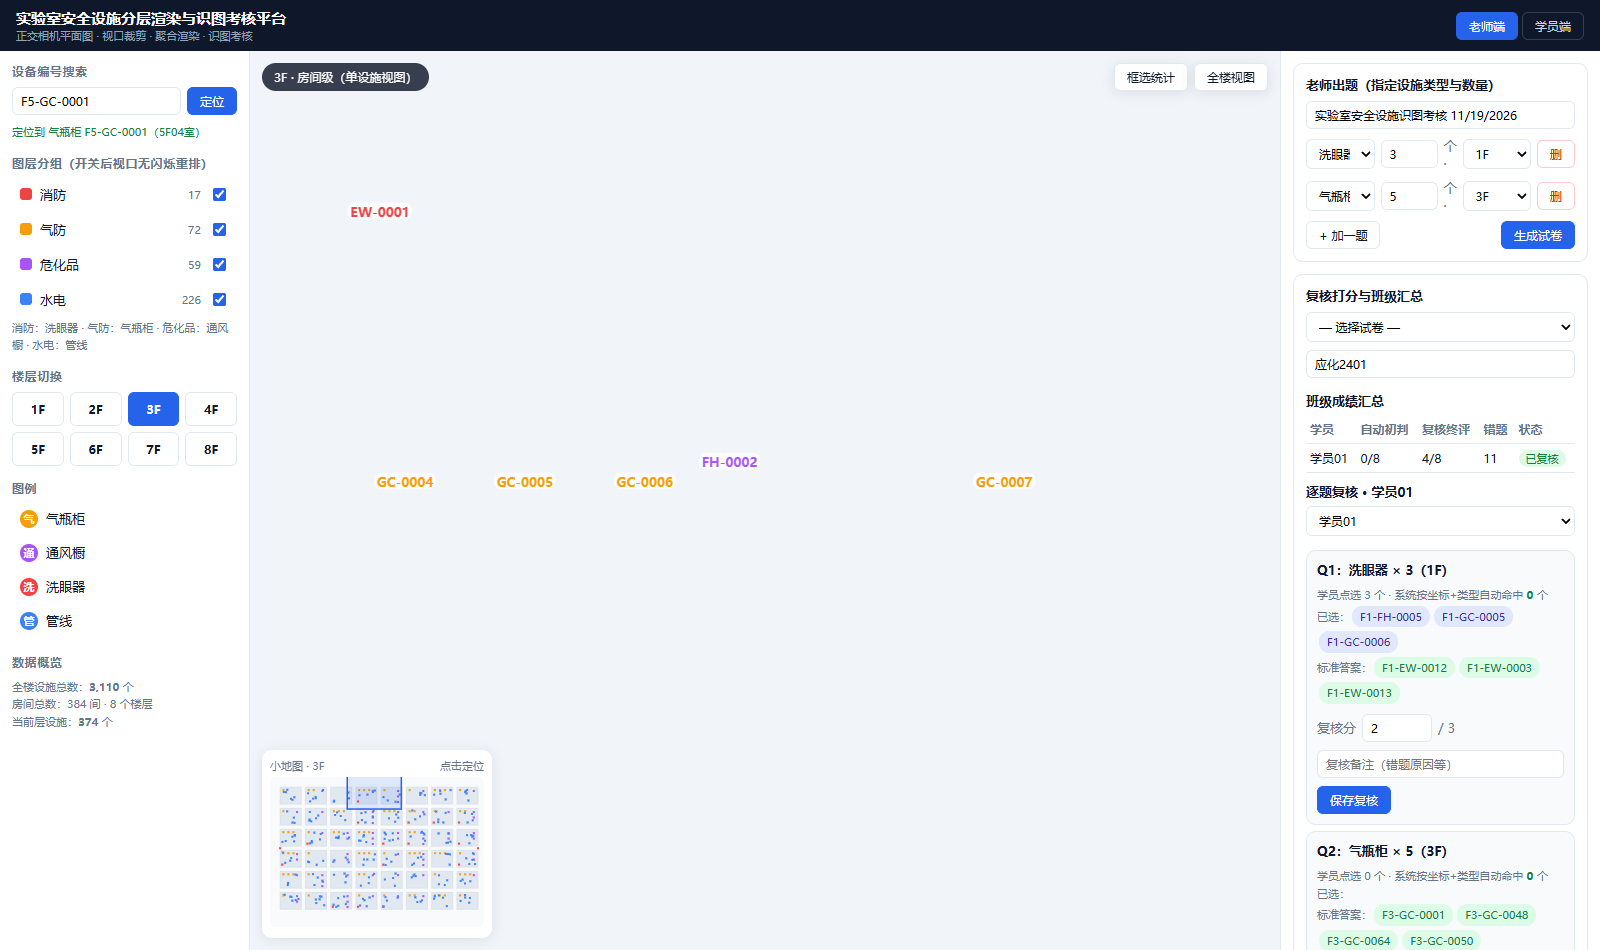 实验室安全设施分层渲染与识图考核平台
正交相机平面图 · 视口裁剪 · 聚合渲染 · 识图考核
老师端
学员端
设备编号搜索
F5-GC-0001
定位
定位到 气瓶柜 F5-GC-0001（5F04室）
图层分组（开关后视口无闪烁重排）
消防 17
气防 72
危化品 59
水电 226
消防：洗眼器 · 气防：气瓶柜 · 危化品：通风
橱 · 水电：管线
楼层切换
1F 2F 3F 4F
5F 6F 7F 8F
图例
气 气瓶柜
通 通风橱
洗 洗眼器
管 管线
数据概览
全楼设施总数：3,110 个
房间总数：384 间 · 8 个楼层
当前层设施：374 个
3F · 房间级（单设施视图）
框选统计
全楼视图
EW-0001
FH-0002
GC-0004 GC-0005 GC-0006 GC-0007
小地图 · 3F 点击定位
老师出题（指定设施类型与数量）
实验室安全设施识图考核 11/19/2026
洗眼器 3 个 · 1F 删
气瓶柜 5 个 · 3F 删
+ 加一题
生成试卷
复核打分与班级汇总
— 选择试卷 —
应化2401
班级成绩汇总
学员 自动初判 复核终评 错题 状态
学员01 0/8 4/8 11 已复核
逐题复核 • 学员01
学员01
Q1：洗眼器 × 3（1F）
学员点选 3 个 · 系统按坐标+类型自动命中 0 个
已选： F1-FH-0005 F1-GC-0005
F1-GC-0006
标准答案： F1-EW-0012 F1-EW-0003
F1-EW-0013
复核分 2 / 3
复核备注（错题原因等）
保存复核
Q2：气瓶柜 × 5（3F）
学员点选 0 个 · 系统按坐标+类型自动命中 0 个
已选：
标准答案： F3-GC-0001 F3-GC-0048
F3-GC-0064 F3-GC-0050